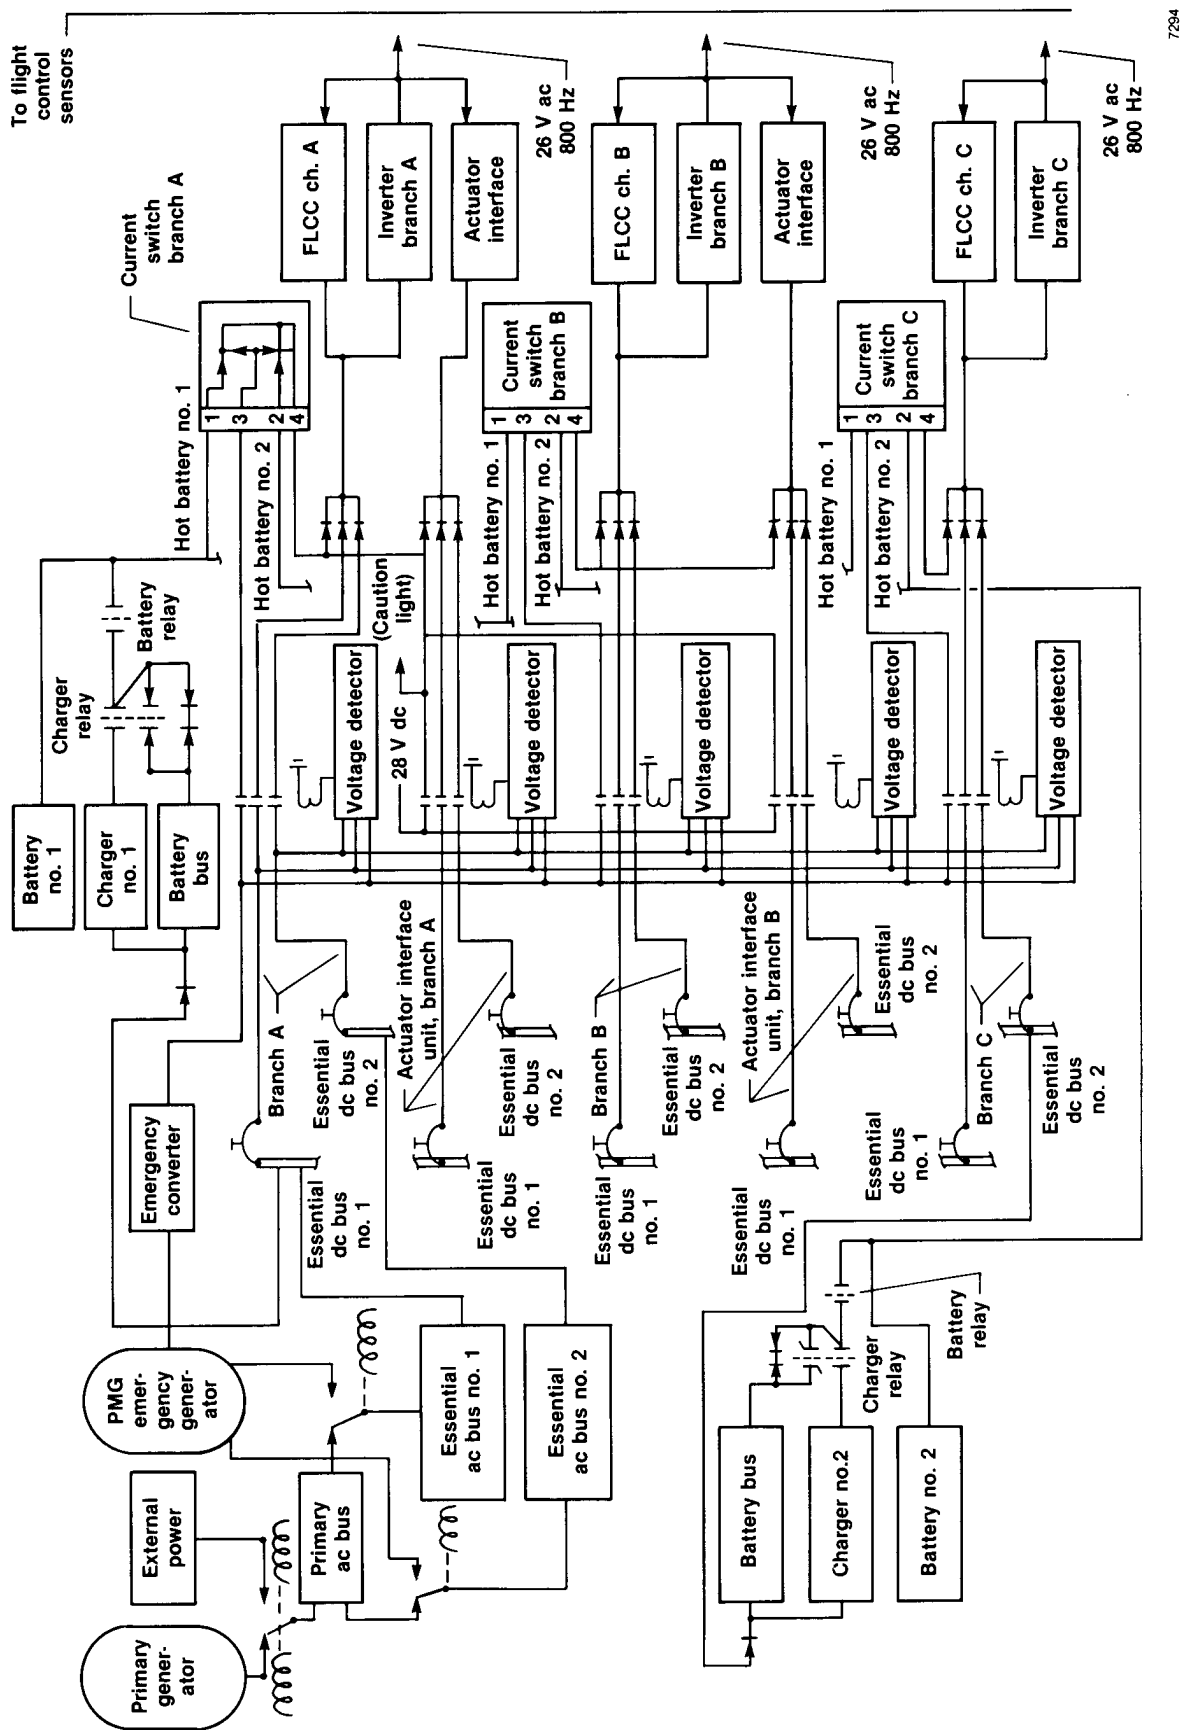 7294
To flight
control
sensors
Current
switch
branch A
FLCC ch. A
Inverter
branch A
Actuator
interface
26 V ac
800 Hz
FLCC ch. B
Inverter
branch B
Actuator
interface
26 V ac
800 Hz
FLCC ch. C
Inverter
branch C
26 V ac
800 Hz
Hot battery no. 1
1
3
2
4
Hot battery no. 2
Current
switch
branch B
1
3
2
4
Hot battery no. 1
Hot battery no. 2
Current
switch
branch C
1
3
2
4
Hot battery no. 1
Hot battery no. 2
Battery
relay
Charger
relay
(Caution
light)
28 V dc
Voltage detector
Voltage detector
Voltage detector
Voltage detector
Voltage detector
Battery
no. 1
Charger
no. 1
Battery
bus
Emergency
converter
Branch A
Essential
dc bus
no. 1
Essential
dc bus
no. 2
Actuator interface
unit, branch A
Essential
dc bus
no. 1
Essential
dc bus
no. 2
Branch B
Essential
dc bus
no. 1
Essential
dc bus
no. 2
Actuator interface
unit, branch B
Essential
dc bus
no. 1
Essential
dc bus
no. 2
Branch C
Essential
dc bus
no. 1
Essential
dc bus
no. 2
PMG
emer-
gency
gener-
ator
External
power
Primary
gener-
ator
Primary
ac bus
Essential
ac bus no. 1
Essential
ac bus no. 2
Battery
relay
Charger
relay
Battery bus
Charger no.2
Battery no. 2